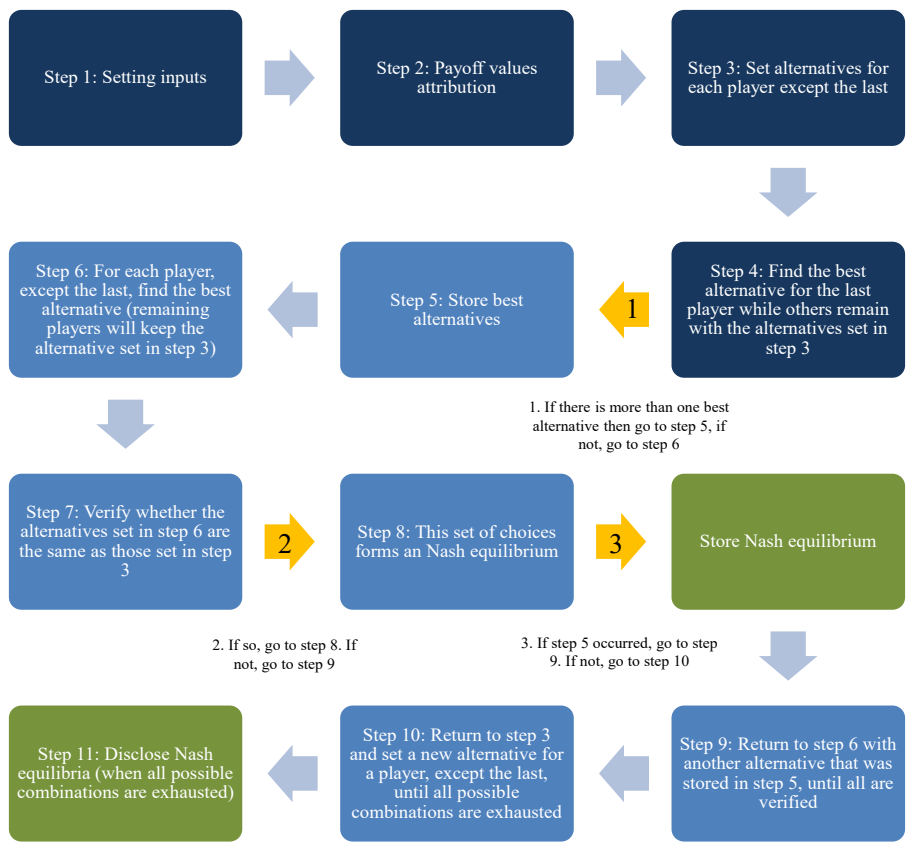 Step 1: Setting inputs
Step 2: Payoff values
attribution
Step 3: Set alternatives for
each player except the last
Step 4: Find the best
alternative for the last
player while others remain
with the alternatives set in
step 3
1
Step 5: Store best
alternatives
Step 6: For each player,
except the last, find the best
alternative (remaining
players will keep the
alternative set in step 3)
1. If there is more than one best
alternative then go to step 5, if
not, go to step 6
Step 7: Verify whether the
alternatives set in step 6 are
the same as those set in step
3
2
Step 8: This set of choices
forms an Nash equilibrium
3
Store Nash equilibrium
2. If so, go to step 8. If
not, go to step 9
3. If step 5 occurred, go to step
9. If not, go to step 10
Step 9: Return to step 6 with
another alternative that was
stored in step 5, until all are
verified
Step 10: Return to step 3
and set a new alternative for
a player, except the last,
until all possible
combinations are exhausted
Step 11: Disclose Nash
equilibria (when all possible
combinations are exhausted)